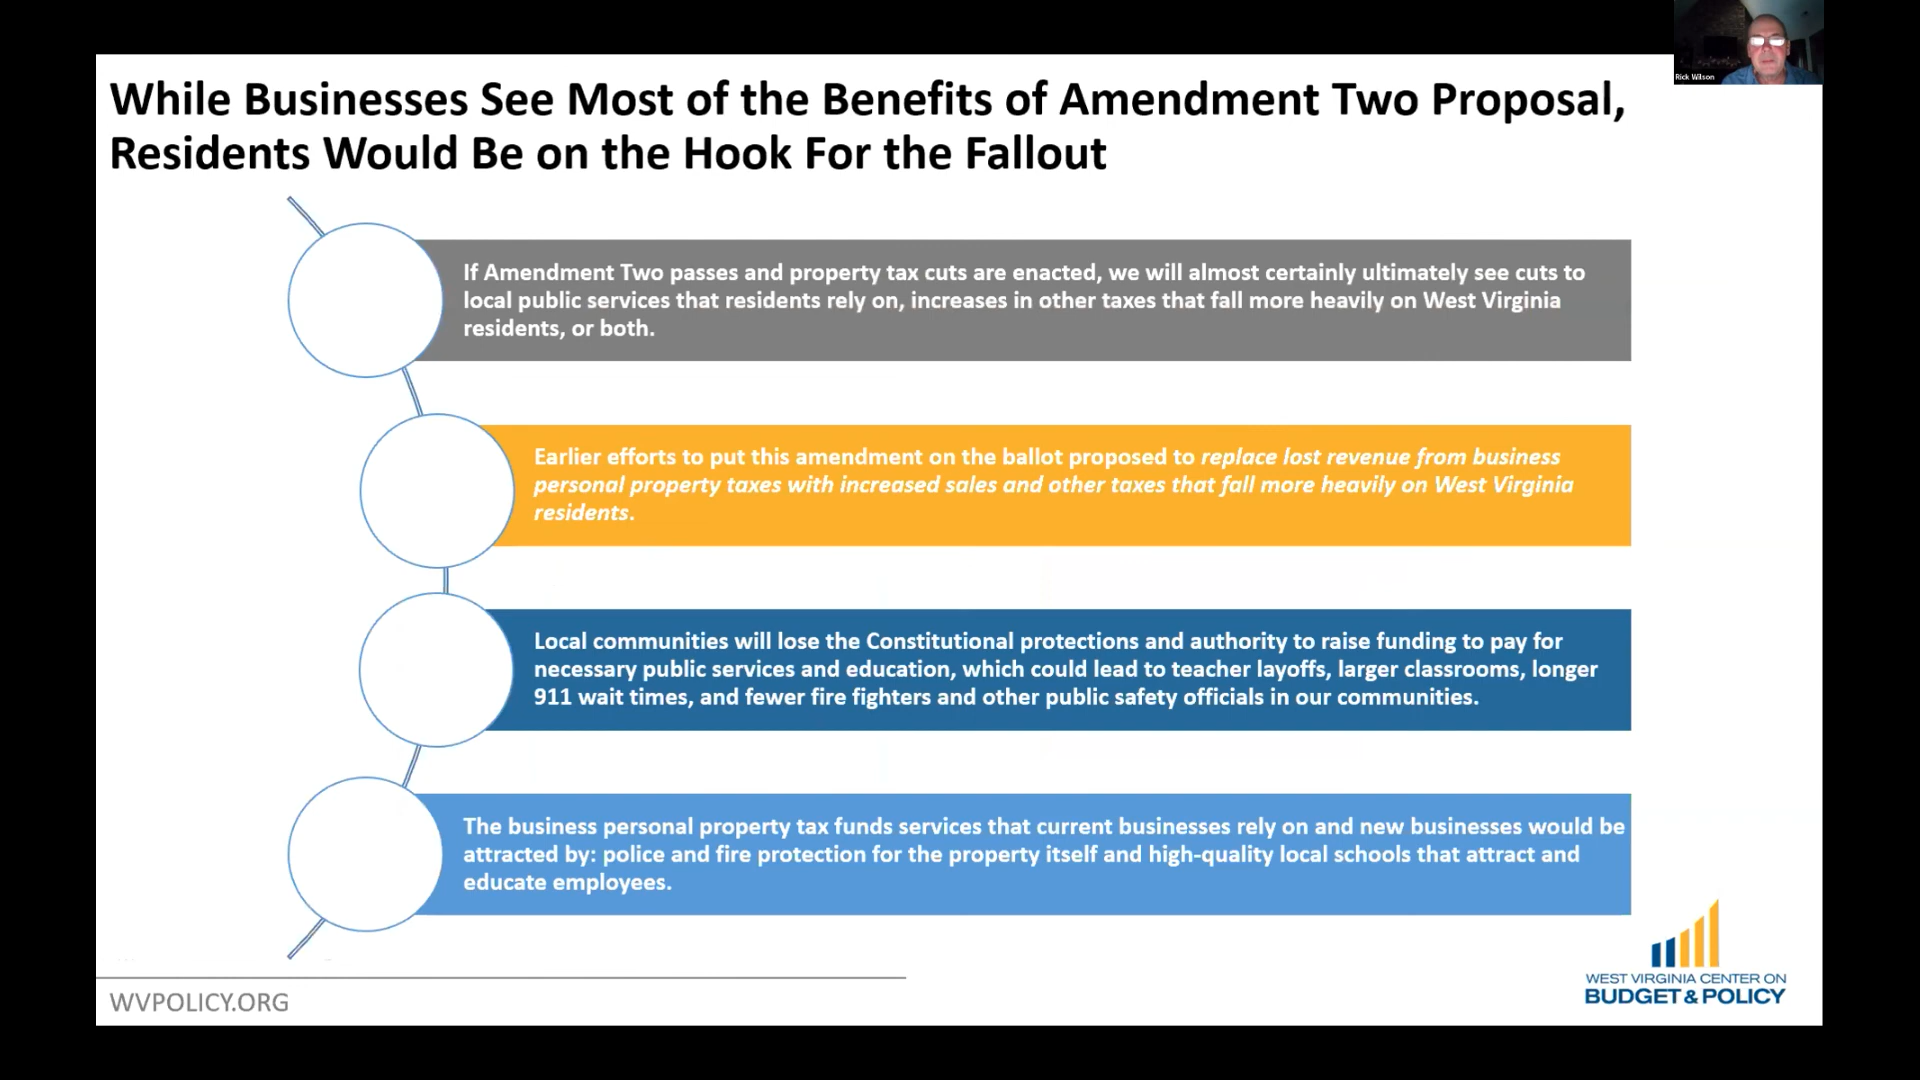 Rick Wilson
While Businesses See Most of the Benefits of Amendment Two Proposal,
Residents Would Be on the Hook For the Fallout
If Amendment Two passes and property tax cuts are enacted, we will almost certainly ultimately see cuts to
local public services that residents rely on, increases in other taxes that fall more heavily on West Virginia
residents, or both.
Earlier efforts to put this amendment on the ballot proposed to replace lost revenue from business
personal property taxes with increased sales and other taxes that fall more heavily on West Virginia
residents.
Local communities will lose the Constitutional protections and authority to raise funding to pay for
necessary public services and education, which could lead to teacher layoffs, larger classrooms, longer
911 wait times, and fewer fire fighters and other public safety officials in our communities.
The business personal property tax funds services that current businesses rely on and new businesses would be
attracted by: police and fire protection for the property itself and high-quality local schools that attract and
educate employees.
WVPOLICY.ORG
WEST VIRGINIA CENTER ON
BUDGET & POLICY